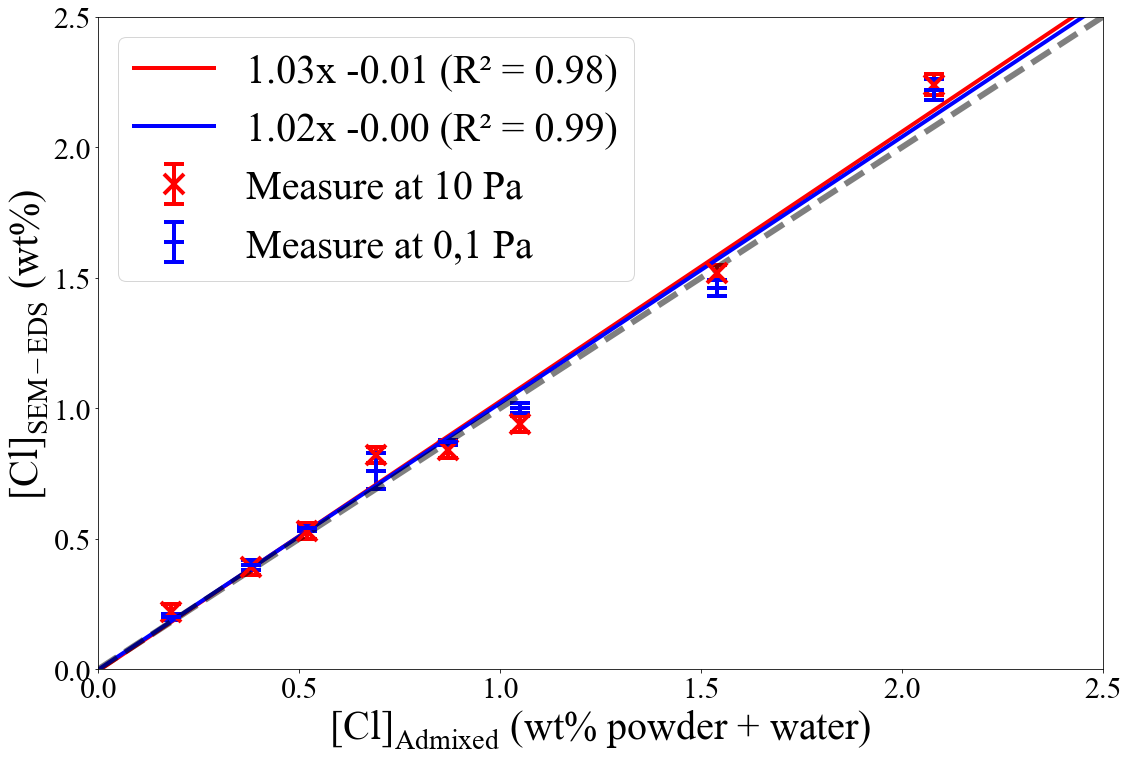 1.03x -0.01 (R² = 0.98)
1.02x -0.00 (R² = 0.99)
Measure at 10 Pa
Measure at 0,1 Pa
[Cl]SEM−EDS (wt%)
2.5
2.0
1.5
1.0
0.5
0.0
0.0 0.5 1.0 1.5 2.0 2.5
[Cl]Admixed (wt% powder + water)